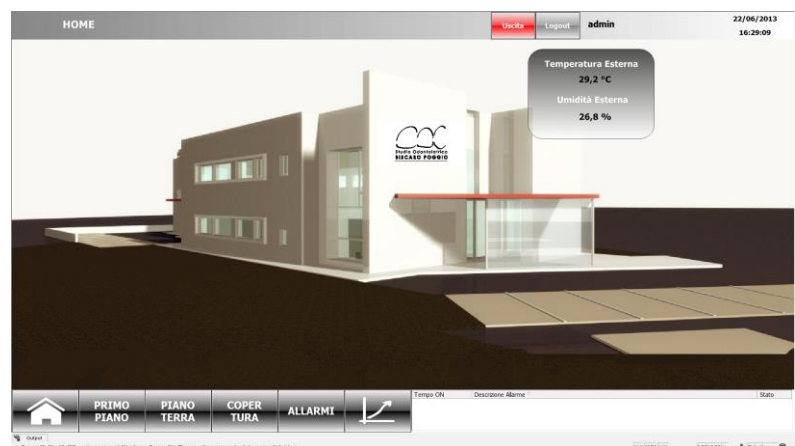 HOME
Uscita
Logout
admin
22/06/2013
16:29:09
Temperatura Esterna
29,2 °C
Umidità Esterna
26,8 %
Studio Odontoiatrico
BISCARO POGGIO
PRIMO
PIANO
PIANO
TERRA
COPER
TURA
ALLARMI
Tempo ON
Descrizione Allarme
Stato
Output